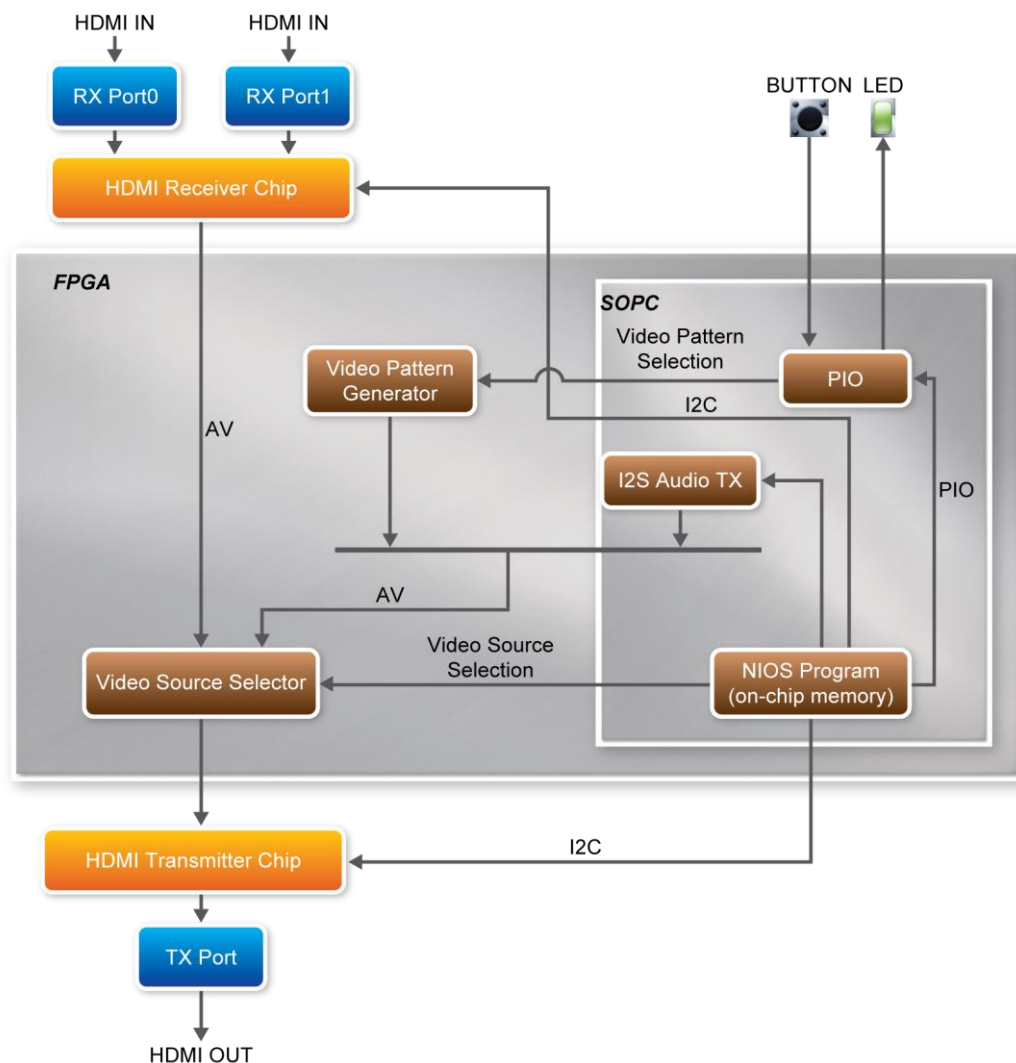 HDMI IN
HDMI IN
RX Port0
RX Port1
BUTTON
LED
HDMI Receiver Chip
FPGA
SOPC
Video Pattern
Selection
Video Pattern
Generator
PIO
I2C
AV
I2S Audio TX
PIO
AV
Video Source
Selection
Video Source Selector
NIOS Program
(on-chip memory)
HDMI Transmitter Chip
I2C
TX Port
HDMI OUT